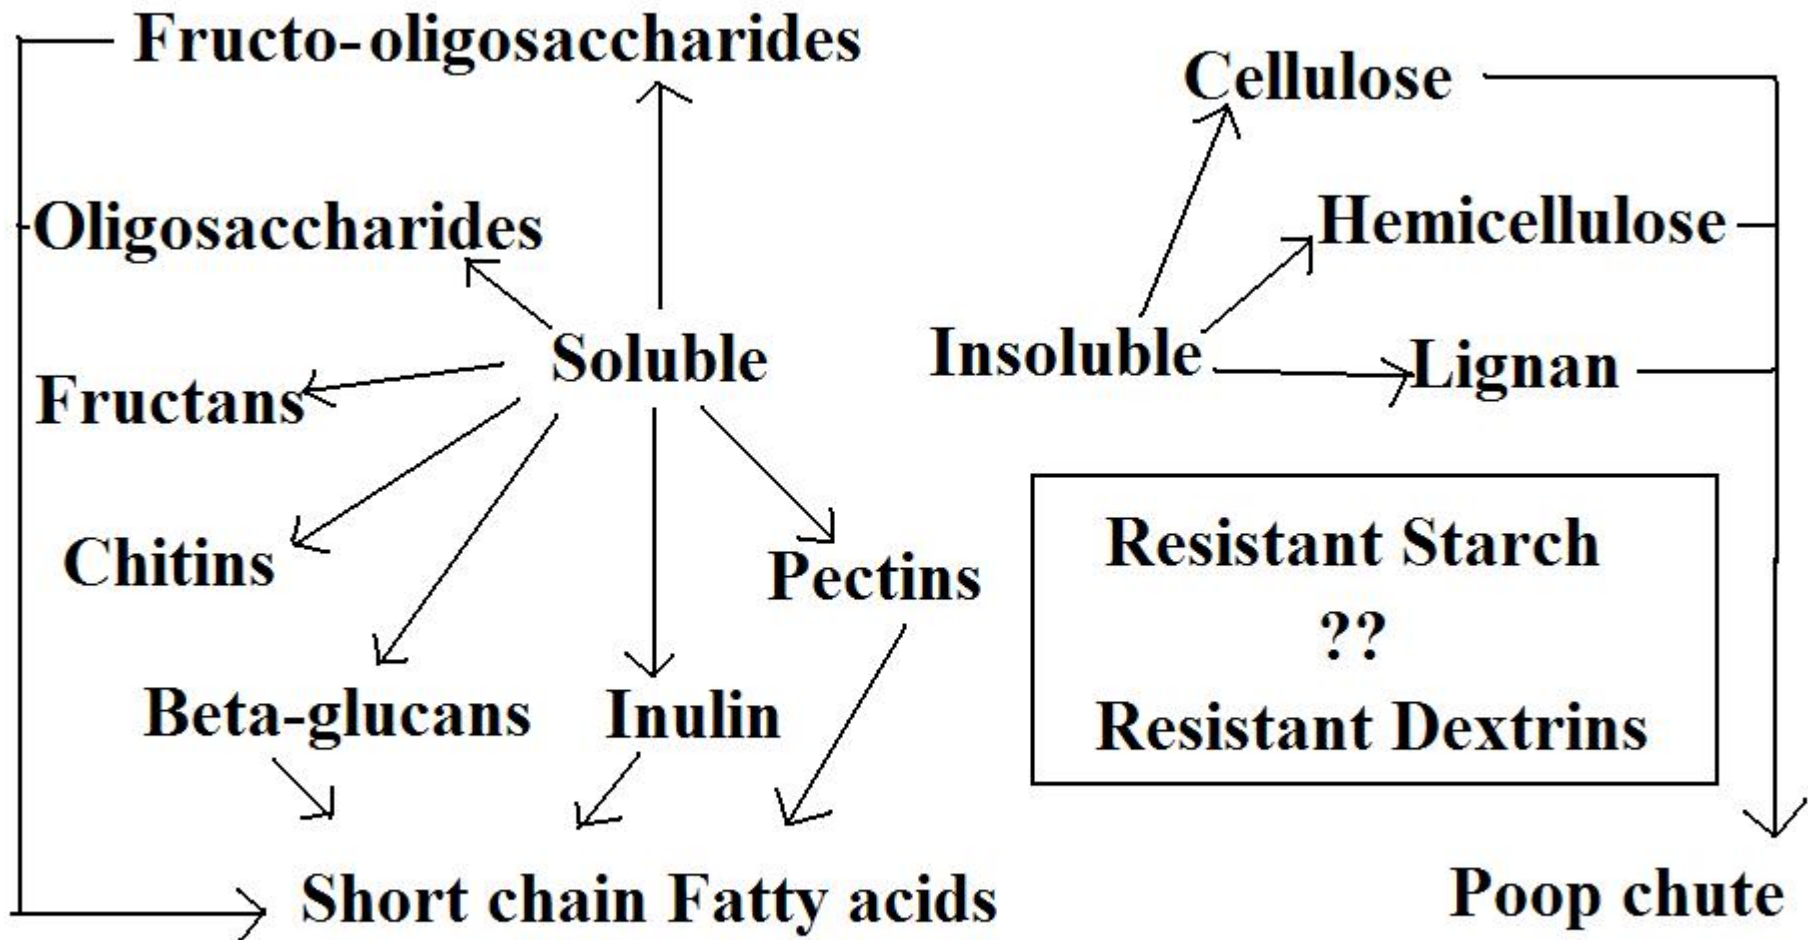 Fructo-oligosaccharides
Oligosaccharides
Soluble
Fructans
Chitins
Beta-glucans
Inulin
Pectins
Short chain Fatty acids
Cellulose
Hemicellulose
Insoluble
Lignan
Resistant Starch
??
Resistant Dextrins
Poop chute